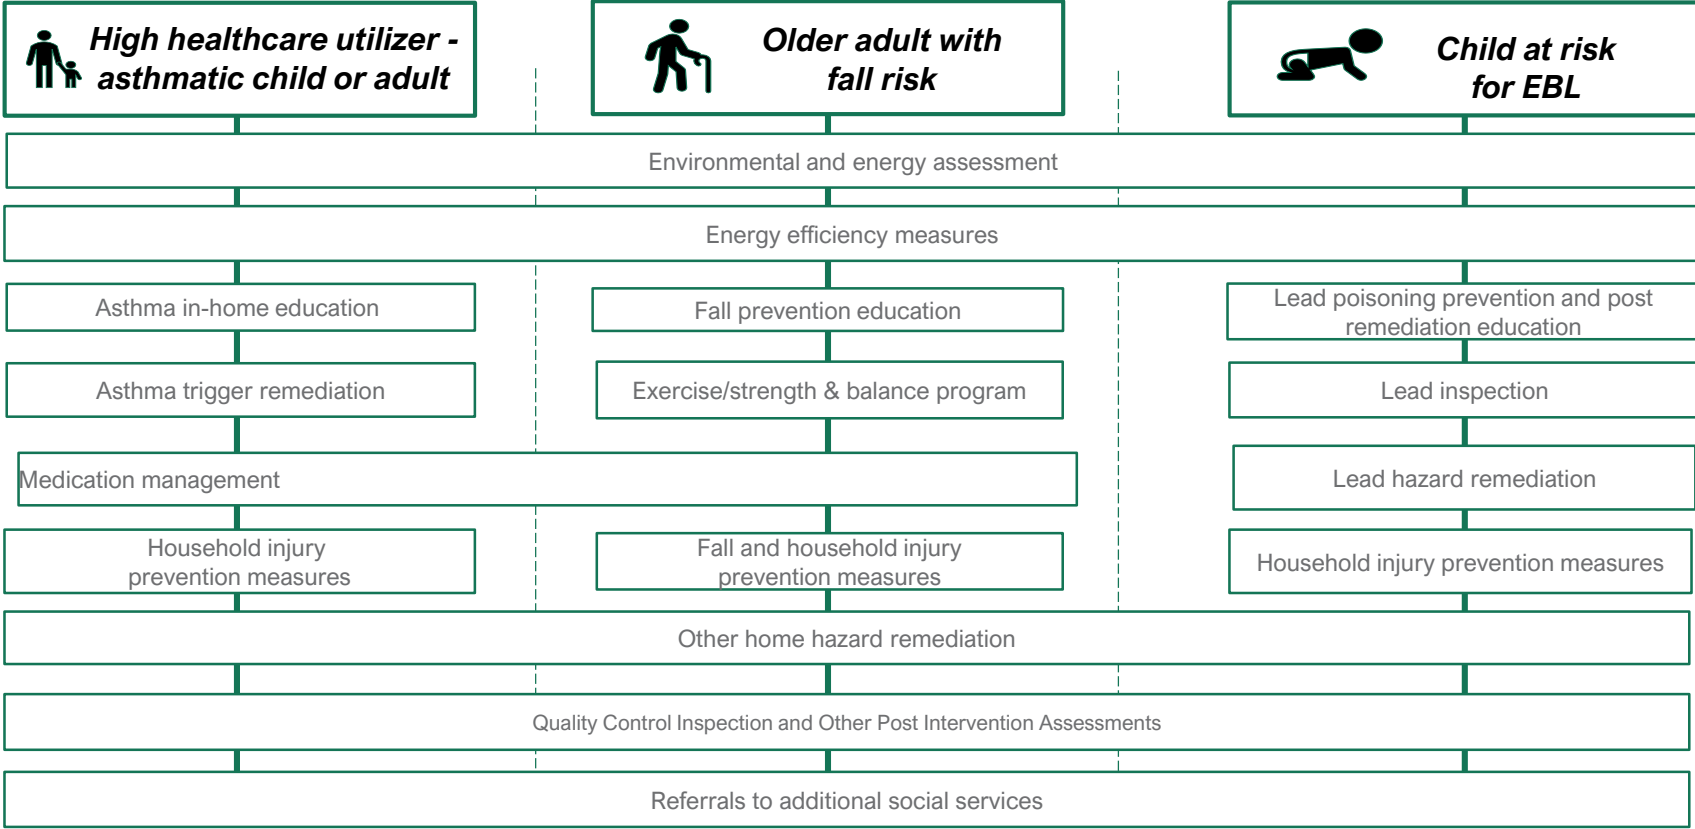 High healthcare utilizer -
asthmatic child or adult
Older adult with
fall risk
Child at risk
for EBL
Environmental and energy assessment
Energy efficiency measures
Asthma in-home education
Fall prevention education
Lead poisoning prevention and post
remediation education
Asthma trigger remediation
Exercise/strength & balance program
Lead inspection
Medication management
Lead hazard remediation
Household injury
prevention measures
Fall and household injury
prevention measures
Household injury prevention measures
Other home hazard remediation
Quality Control Inspection and Other Post Intervention Assessments
Referrals to additional social services